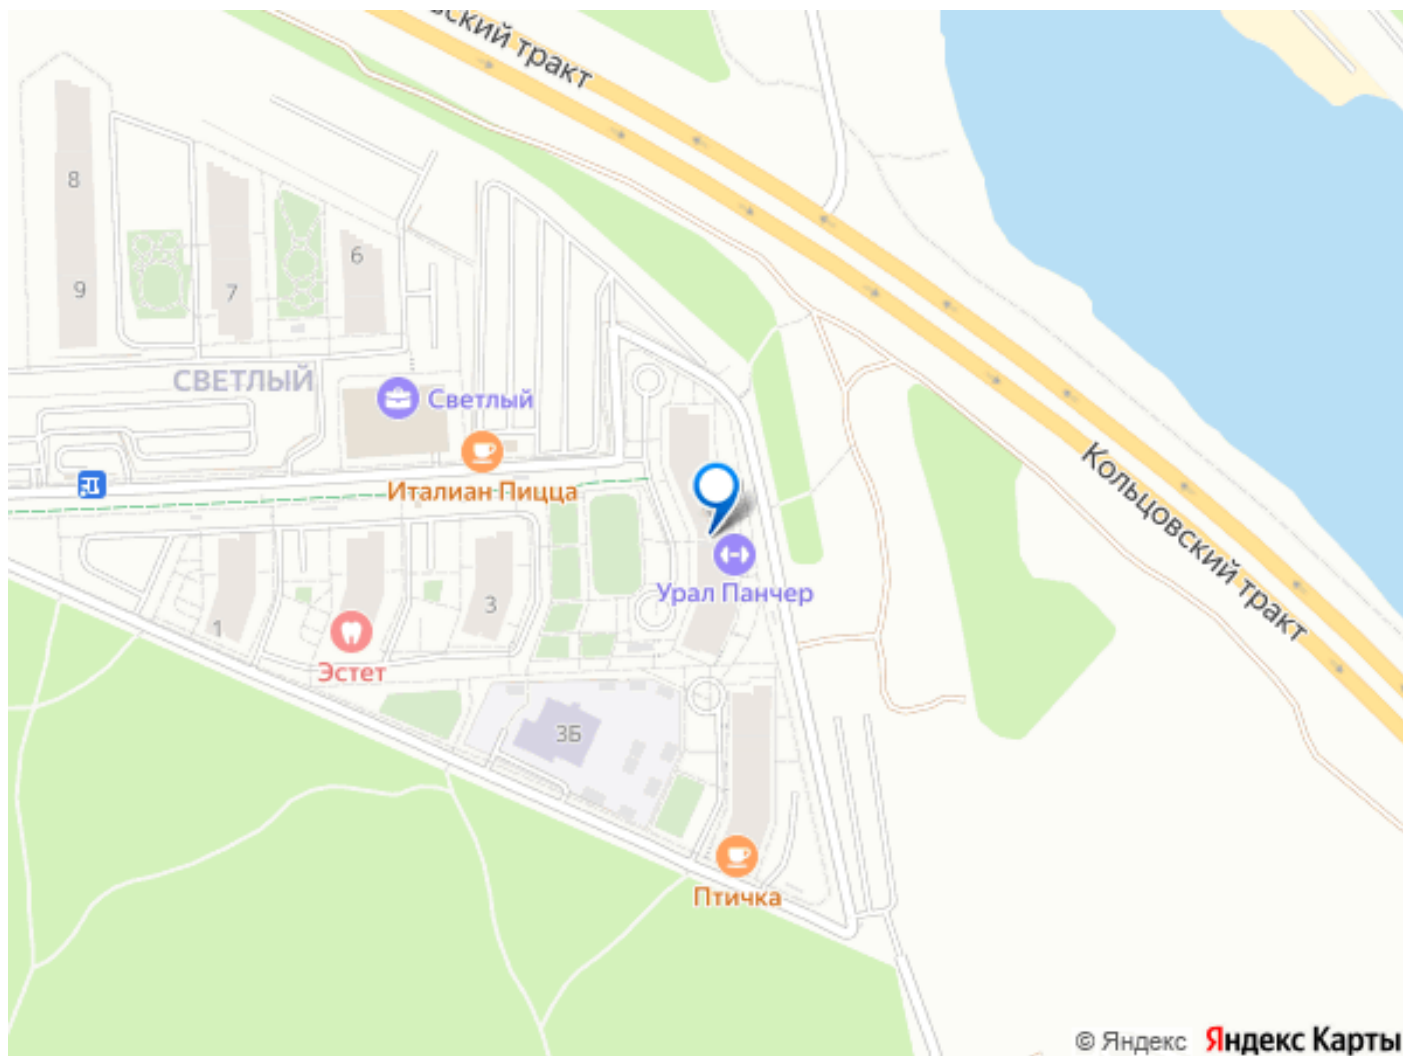 вский тракт
8
6
9
7
СВЕТЛЫЙ
Светлый
Италиан Пицца
Кольцовский тракт
Урал Панчер
3
1
Эстет
3Б
Птичка
© Яндекс Яндекс Карты